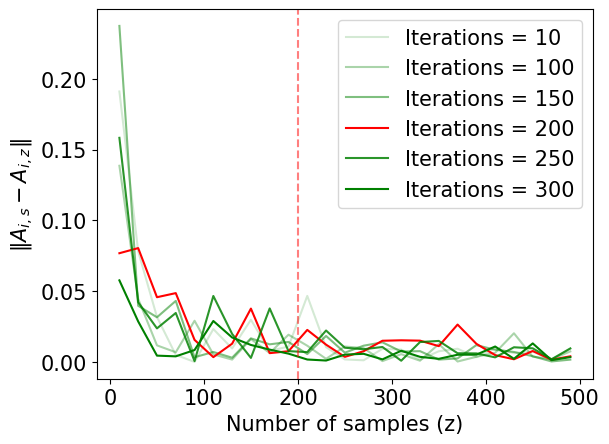 Iterations = 10
Iterations = 100
Iterations = 150
Iterations = 200
Iterations = 250
Iterations = 300
‖A_{i,s} − A_{i,z}‖
0.20
0.15
0.10
0.05
0.00
0 100 200 300 400 500
Number of samples (z)